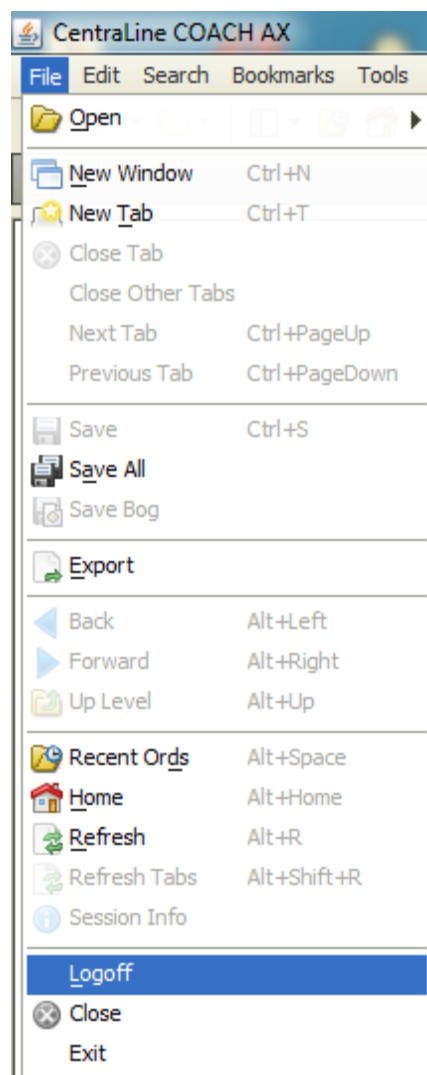 CentraLine COACH AX
File Edit Search Bookmarks Tools
Open
New Window Ctrl+N
New Tab Ctrl+T
Close Tab
Close Other Tabs
Next Tab Ctrl+PageUp
Previous Tab Ctrl+PageDown
Save Ctrl+S
Save All
Save Bog
Export
Back Alt+Left
Forward Alt+Right
Up Level Alt+Up
Recent Ords Alt+Space
Home Alt+Home
Refresh Alt+R
Refresh Tabs Alt+Shift+R
Session Info
Logoff
Close
Exit